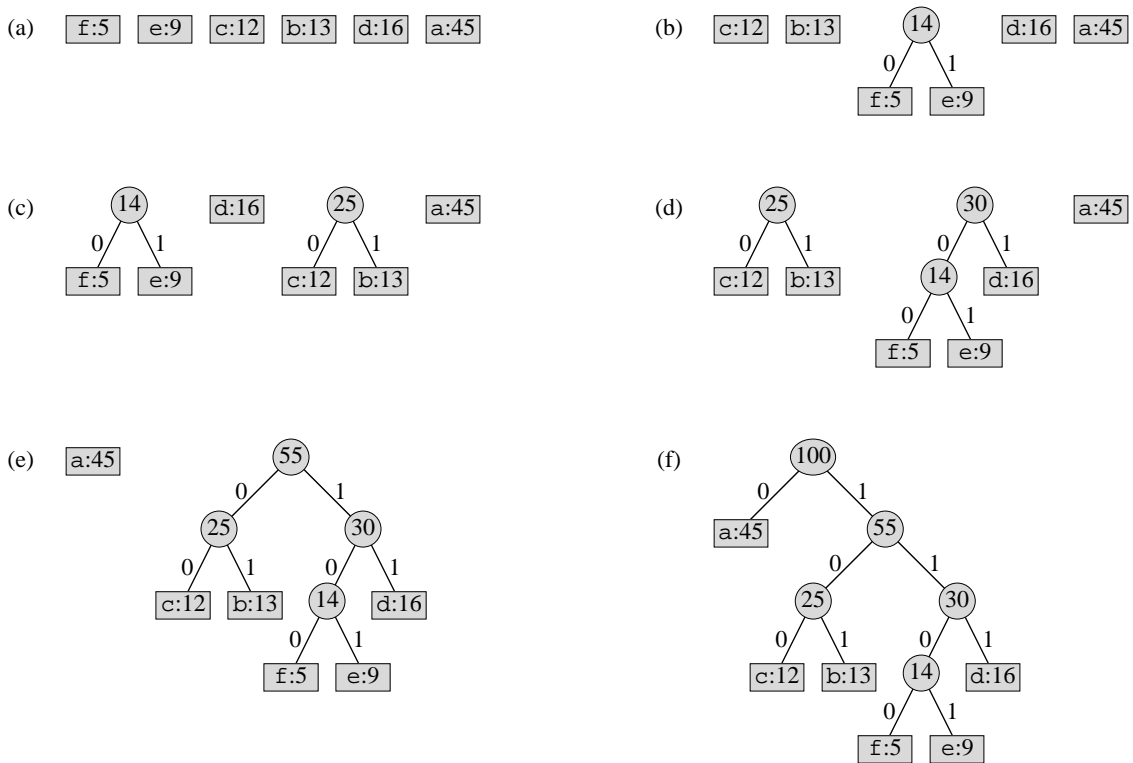 (a) f:5 e:9 c:12 b:13 d:16 a:45
(b) c:12 b:13 14 d:16 a:45
0 1
f:5 e:9
(c) 14 d:16 25 a:45
0 1 0 1
f:5 e:9 c:12 b:13
(d) 25 30 a:45
0 1 0 1
c:12 b:13 14 d:16
0 1
f:5 e:9
(e) a:45 55
0 1
25 30
0 1 0 1
c:12 b:13 14 d:16
0 1
f:5 e:9
(f) 100
0 1
a:45 55
0 1
25 30
0 1 0 1
c:12 b:13 14 d:16
0 1
f:5 e:9